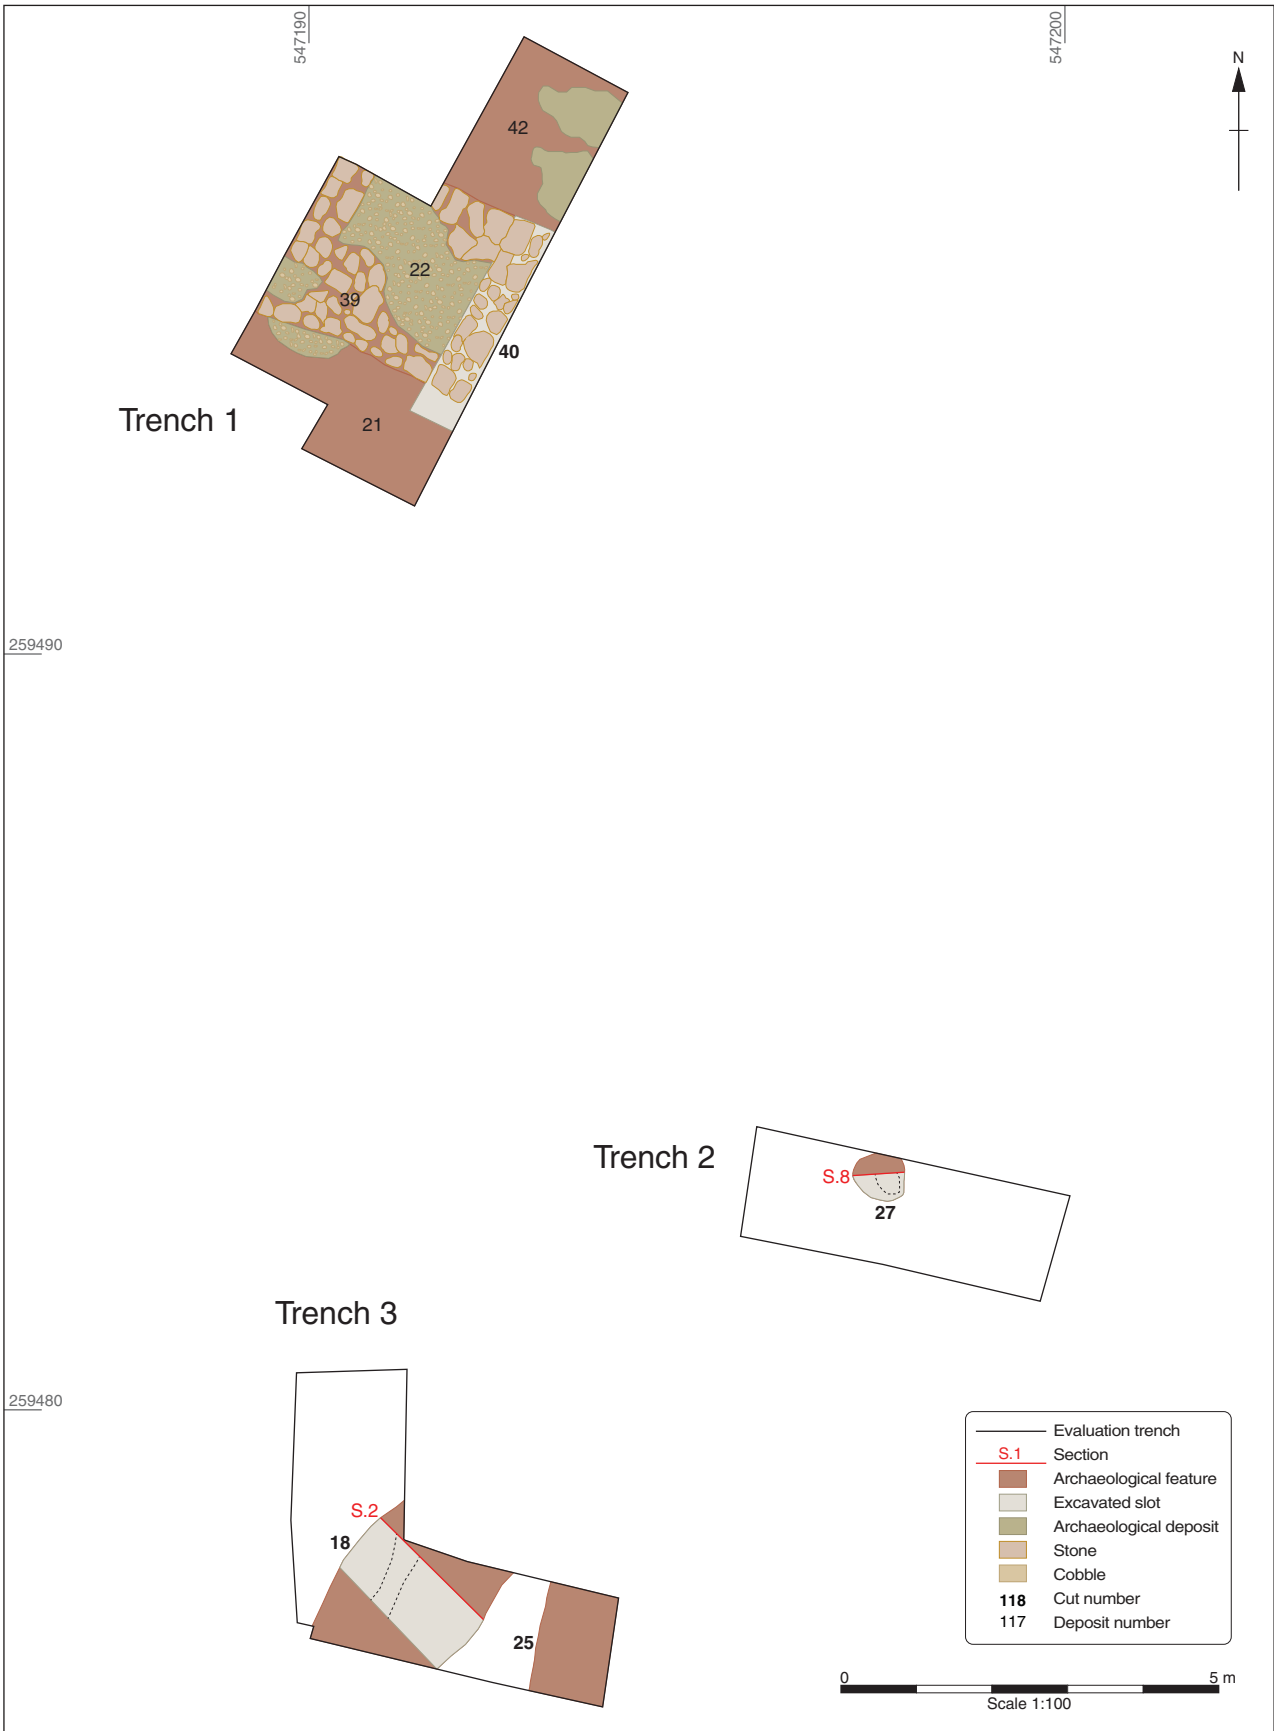 547190
547200
N
42
22
39
40
Trench 1
21
259490
Trench 2
S.8
27
Trench 3
259480
S.2
18
25
Evaluation trench
S.1 Section
Archaeological feature
Excavated slot
Archaeological deposit
Stone
Cobble
118 Cut number
117 Deposit number
0 5 m
Scale 1:100